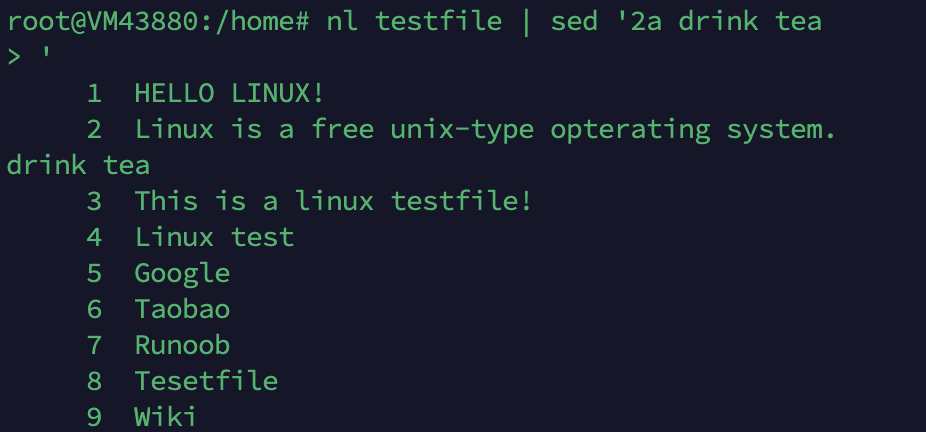 root@VM43880:/home# nl testfile | sed '2a drink tea
> '
     1  HELLO LINUX!
     2  Linux is a free unix-type opterating system.
drink tea
     3  This is a linux testfile!
     4  Linux test
     5  Google
     6  Taobao
     7  Runoob
     8  Tesetfile
     9  Wiki